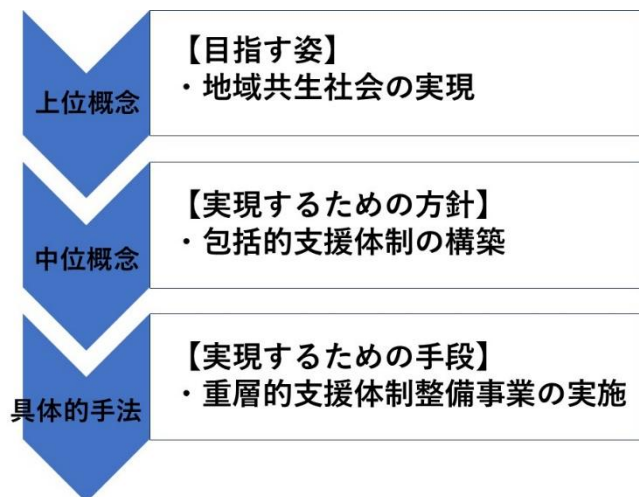 上位概念
【目指す姿】
・地域共生社会の実現
中位概念
【実現するための方針】
・包括的支援体制の構築
具体的手法
【実現するための手段】
・重層的支援体制整備事業の実施